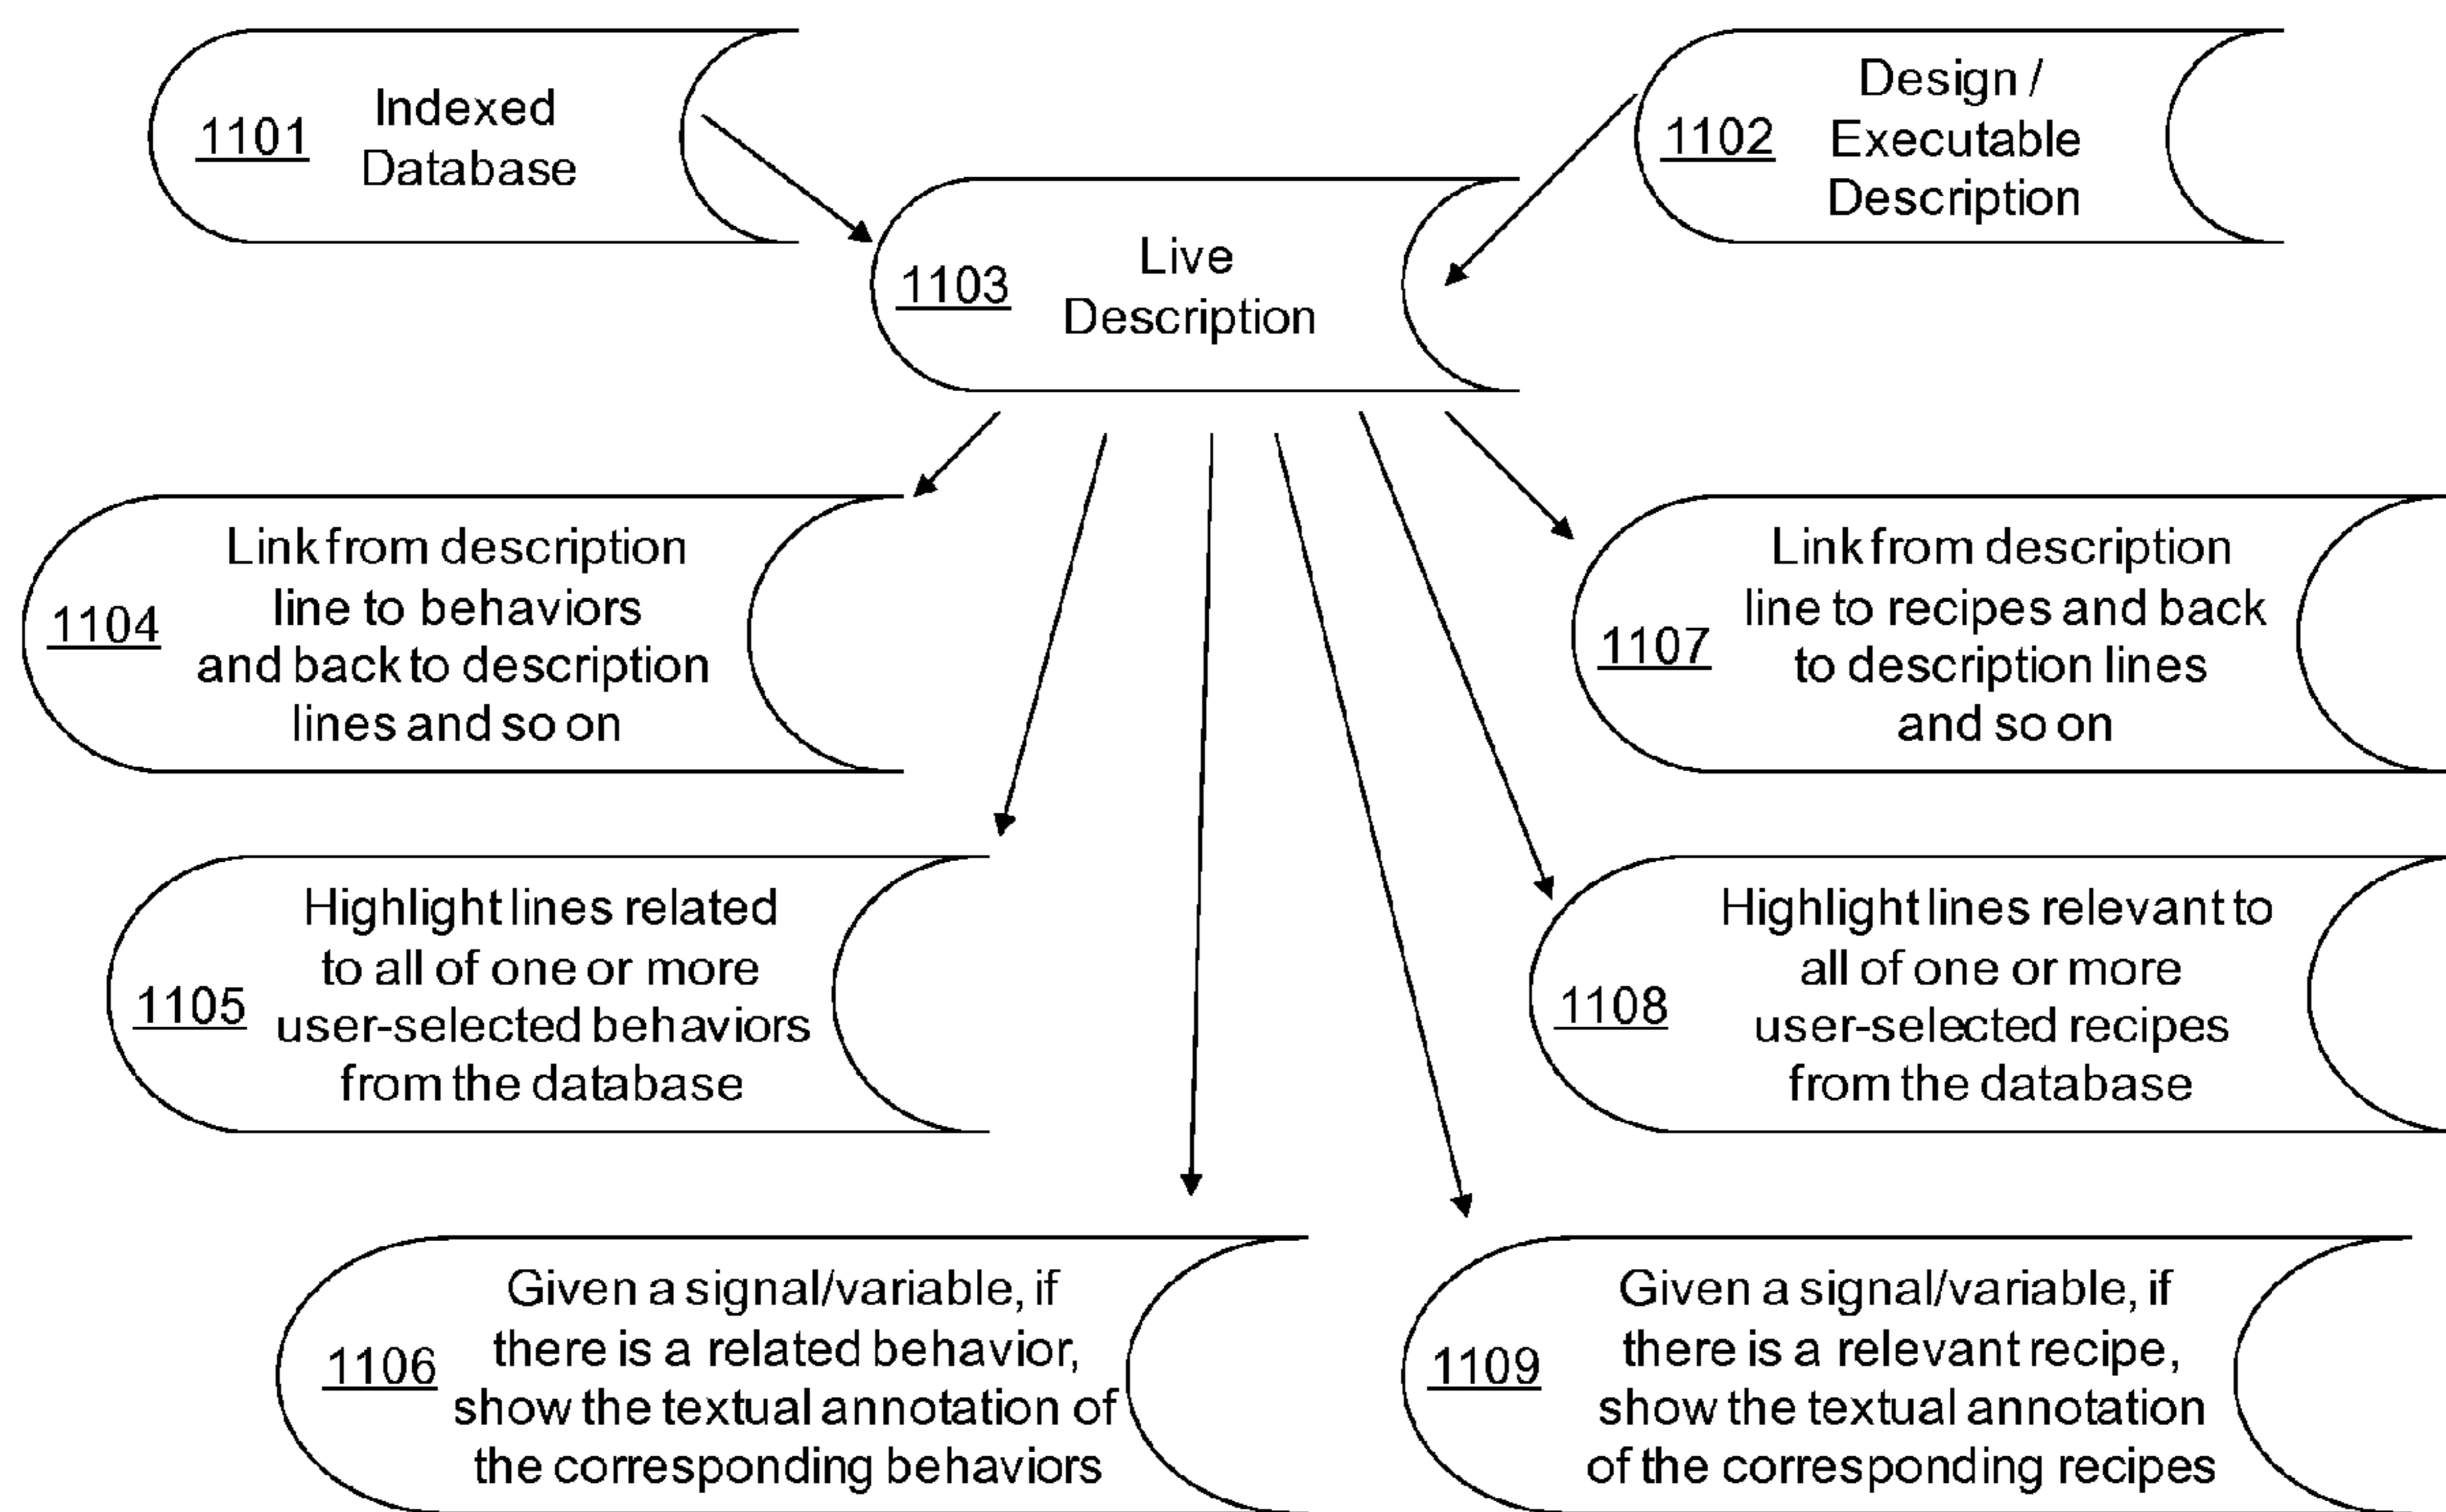 1101
Indexed
Database
1102
Design /
Executable
Description
1103
Live
Description
1104
Link from description
line to behaviors
and back to description
lines and so on
1107
Link from description
line to recipes and back
to description lines
and so on
1105
Highlight lines related
to all of one or more
user-selected behaviors
from the database
1108
Highlight lines relevant to
all of one or more
user-selected recipes
from the database
1106
Given a signal/variable, if
there is a related behavior,
show the textual annotation of
the corresponding behaviors
1109
Given a signal/variable, if
there is a relevant recipe,
show the textual annotation
of the corresponding recipes